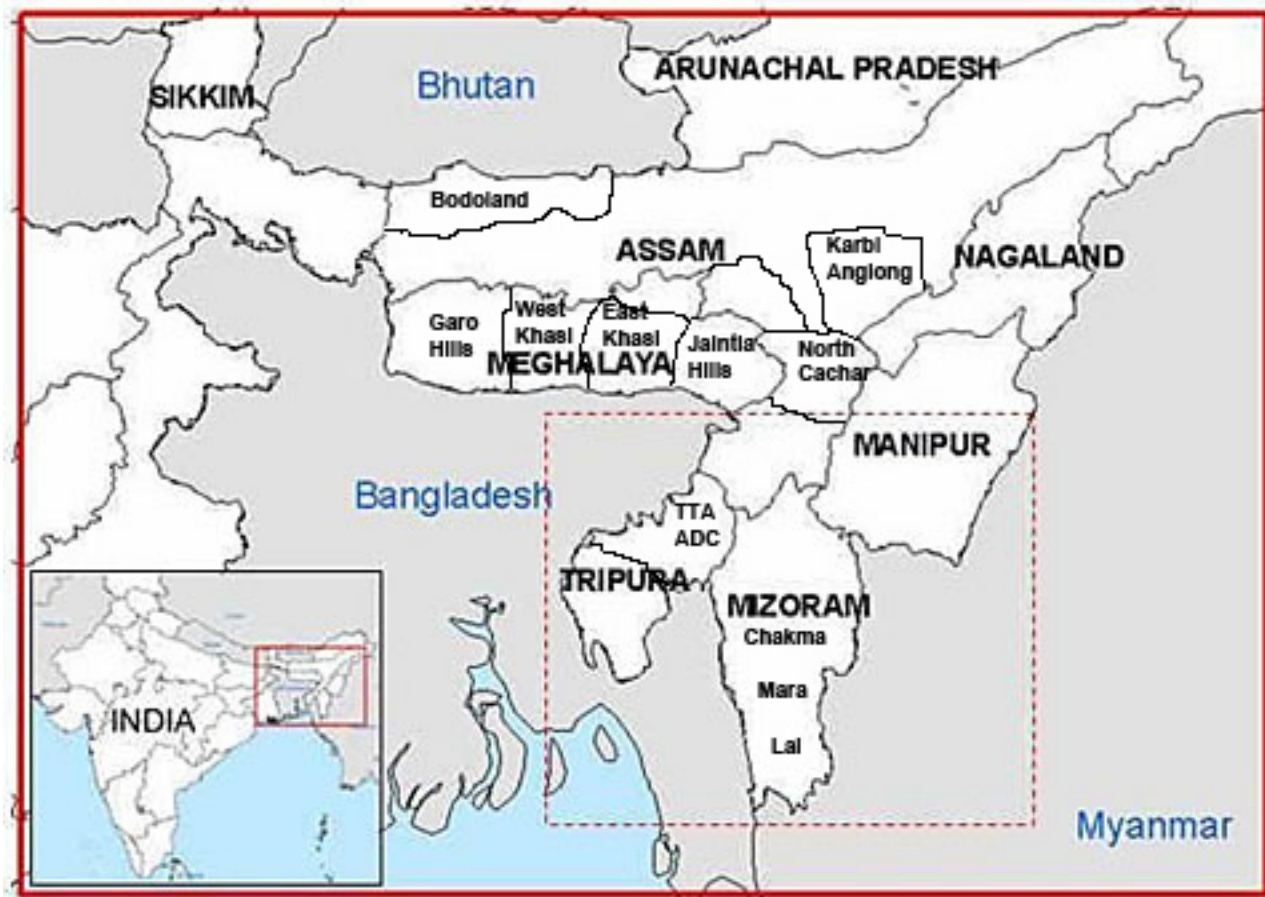 SIKKIM
Bhutan
ARUNACHAL PRADESH
Bodoland
ASSAM
Karbi
Anglong
NAGALAND
Garo
Hills
West
Khasi
East
Khasi
MEGHALAYA
Jaintia
Hills
North
Cachar
MANIPUR
Bangladesh
TTA
ADC
TRIPURA
MIZORAM
Chakma
Mara
Lai
INDIA
Myanmar